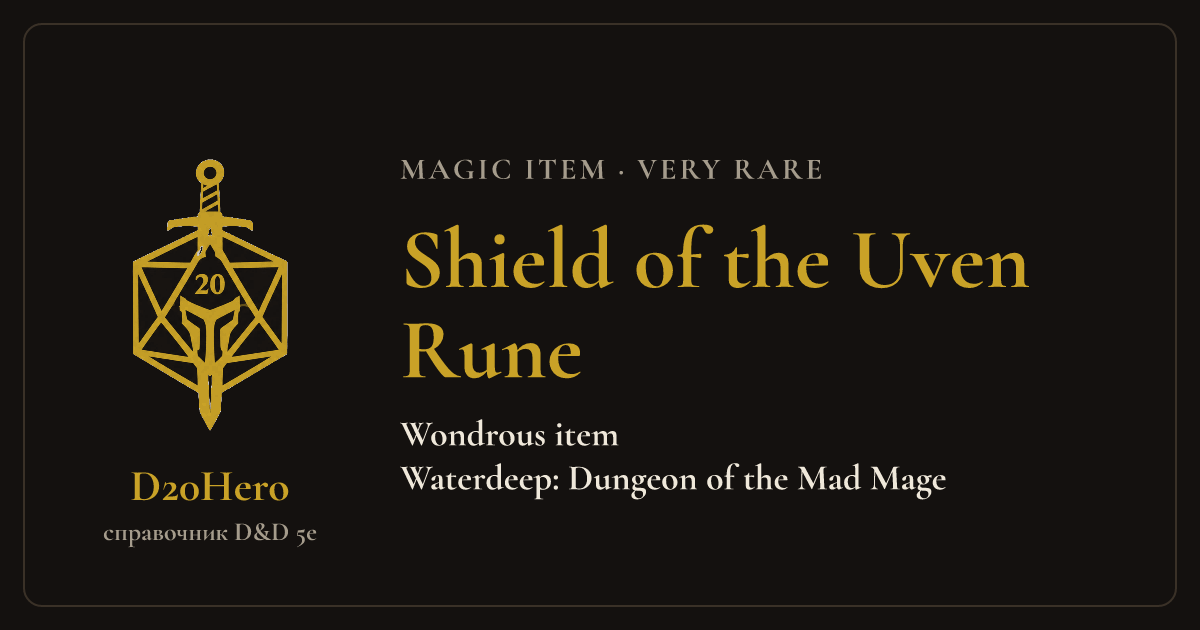 MAGIC ITEM · VERY RARE
Shield of the Uven
Rune
Wondrous item
Waterdeep: Dungeon of the Mad Mage
20
D20Hero
справочник D&D 5e